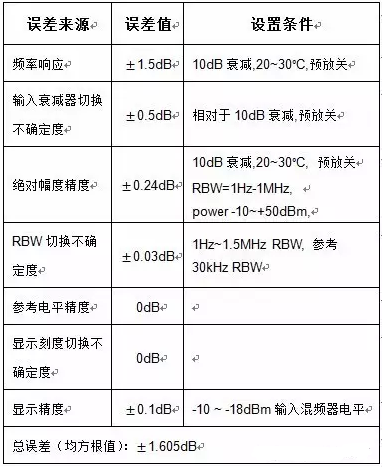 误差来源 误差值 设置条件
频率响应 ±1.5dB 10dB 衰减,20~30℃,预放关
输入衰减器切换
不确定度 ±0.5dB 相对于 10dB 衰减,预放关
绝对幅度精度 ±0.24dB 10dB 衰减,20~30℃, 预放关
RBW=1Hz-1MHz,
power -10~+50dBm,
RBW 切换不确
定度 ±0.03dB 1Hz~1.5MHz RBW, 参考
30kHz RBW
参考电平精度 0dB
显示刻度切换不
确定度 0dB
显示精度 ±0.1dB -10 ~ -18dBm 输入混频器电平
总误差（均方根值）：±1.605dB